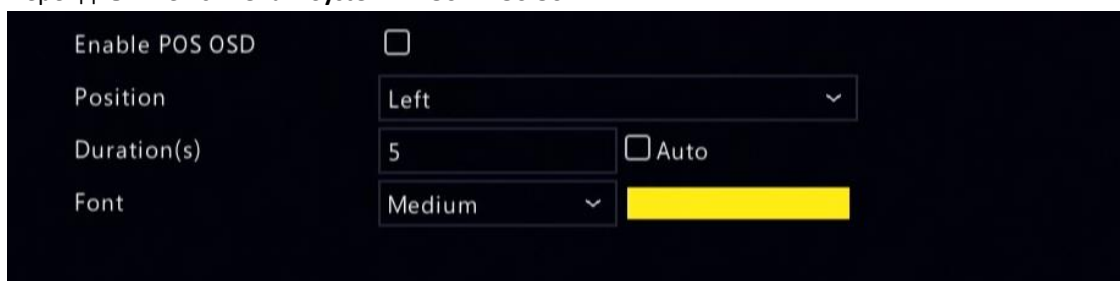 Enable POS OSD
Position Left
Duration(s) 5 Auto
Font Medium